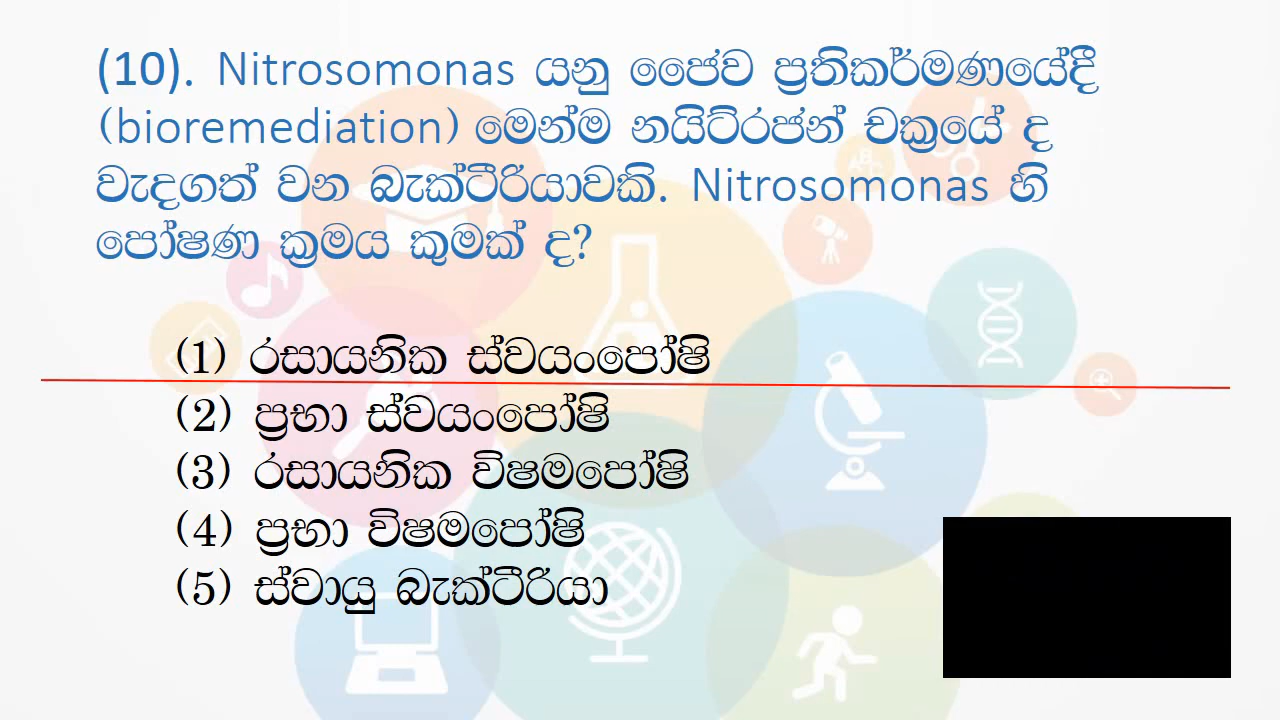 (10). Nitrosomonas යනු ජෛව ප්‍රතිකර්මණයේදී
(bioremediation) මෙන්ම නයිට්රජන් චක්‍රයේ ද
වැදගත් වන බැක්ටීරියාවකි. Nitrosomonas හි
පෝෂණ ක්‍රමය කුමක් ද?
(1) රසායනික ස්වයංපෝෂි
(2) ප්‍රභා ස්වයංපෝෂි
(3) රසායනික විෂමපෝෂි
(4) ප්‍රභා විෂමපෝෂි
(5) ස්වායු බැක්ටීරියා